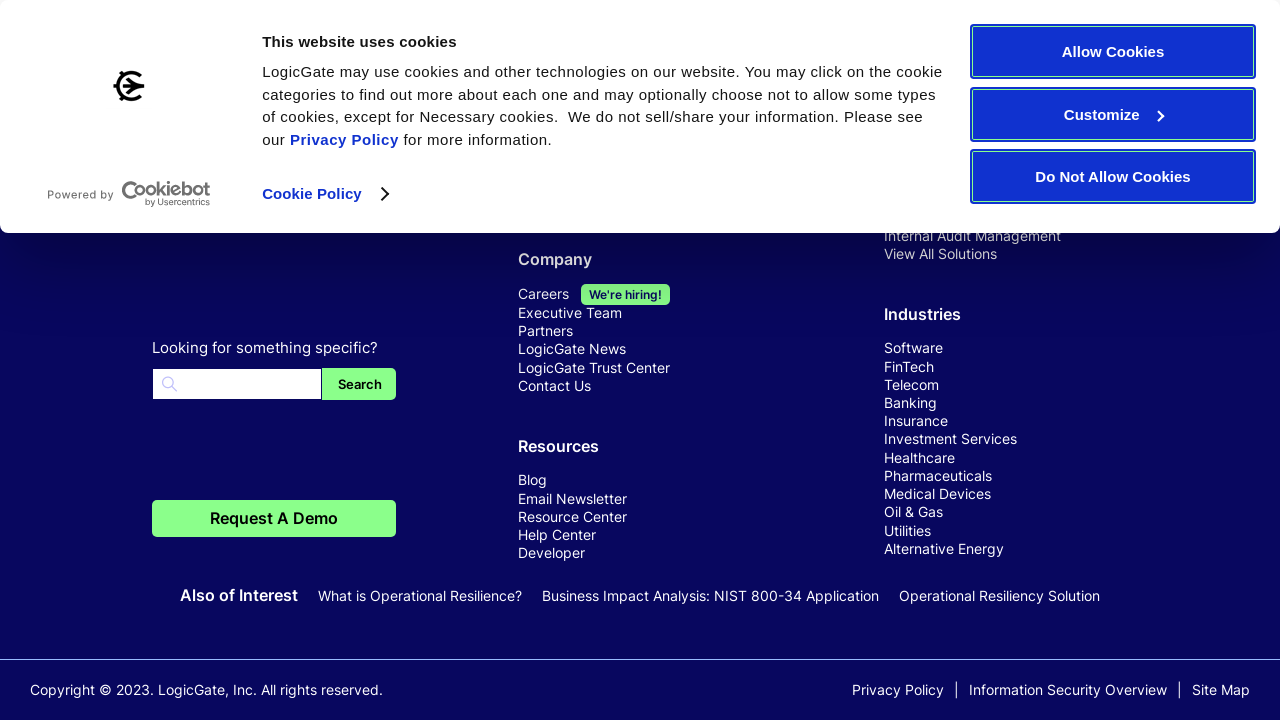 This website uses cookies
LogicGate may use cookies and other technologies on our website. You may click on the cookie
categories to find out more about each one and may optionally choose not to allow some types
of cookies, except for Necessary cookies.  We do not sell/share your information. Please see
our Privacy Policy for more information.
Cookie Policy
Powered by Cookiebot
by Usercentrics
Allow Cookies
Customize
Do Not Allow Cookies
Looking for something specific?
Search
Request A Demo
Company
Careers We're hiring!
Executive Team
Partners
LogicGate News
LogicGate Trust Center
Contact Us
Resources
Blog
Email Newsletter
Resource Center
Help Center
Developer
Internal Audit Management
View All Solutions
Industries
Software
FinTech
Telecom
Banking
Insurance
Investment Services
Healthcare
Pharmaceuticals
Medical Devices
Oil & Gas
Utilities
Alternative Energy
Also of Interest What is Operational Resilience? Business Impact Analysis: NIST 800-34 Application Operational Resiliency Solution
Copyright © 2023. LogicGate, Inc. All rights reserved.
Privacy Policy | Information Security Overview | Site Map